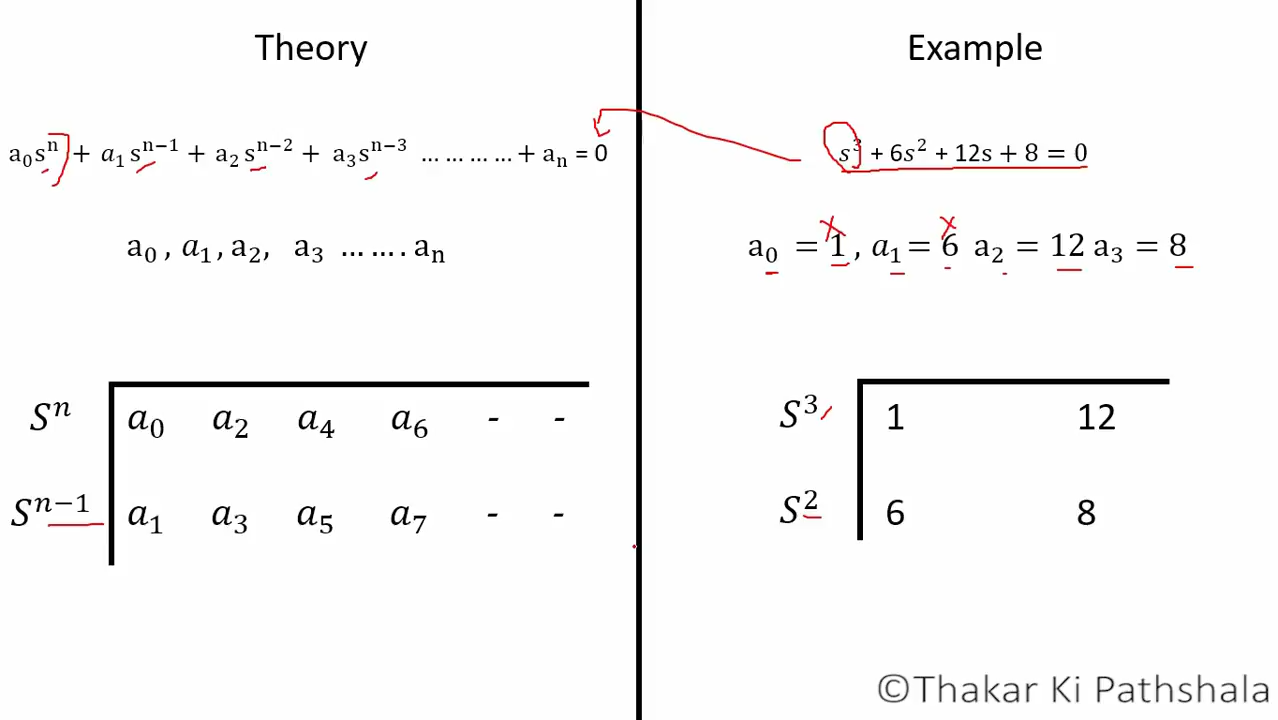 Theory
a₀sⁿ + a₁sⁿ⁻¹ + a₂sⁿ⁻² + a₃sⁿ⁻³ ... ... ... ... + aₙ = 0
a₀ , a₁ , a₂, a₃ ... ... . aₙ
Sⁿ a₀ a₂ a₄ a₆ - -
Sⁿ⁻¹ a₁ a₃ a₅ a₇ - -
Example
s³ + 6s² + 12s + 8 = 0
a₀ = 1 , a₁ = 6 a₂ = 12 a₃ = 8
S³ 1 12
S² 6 8
©Thakar Ki Pathshala